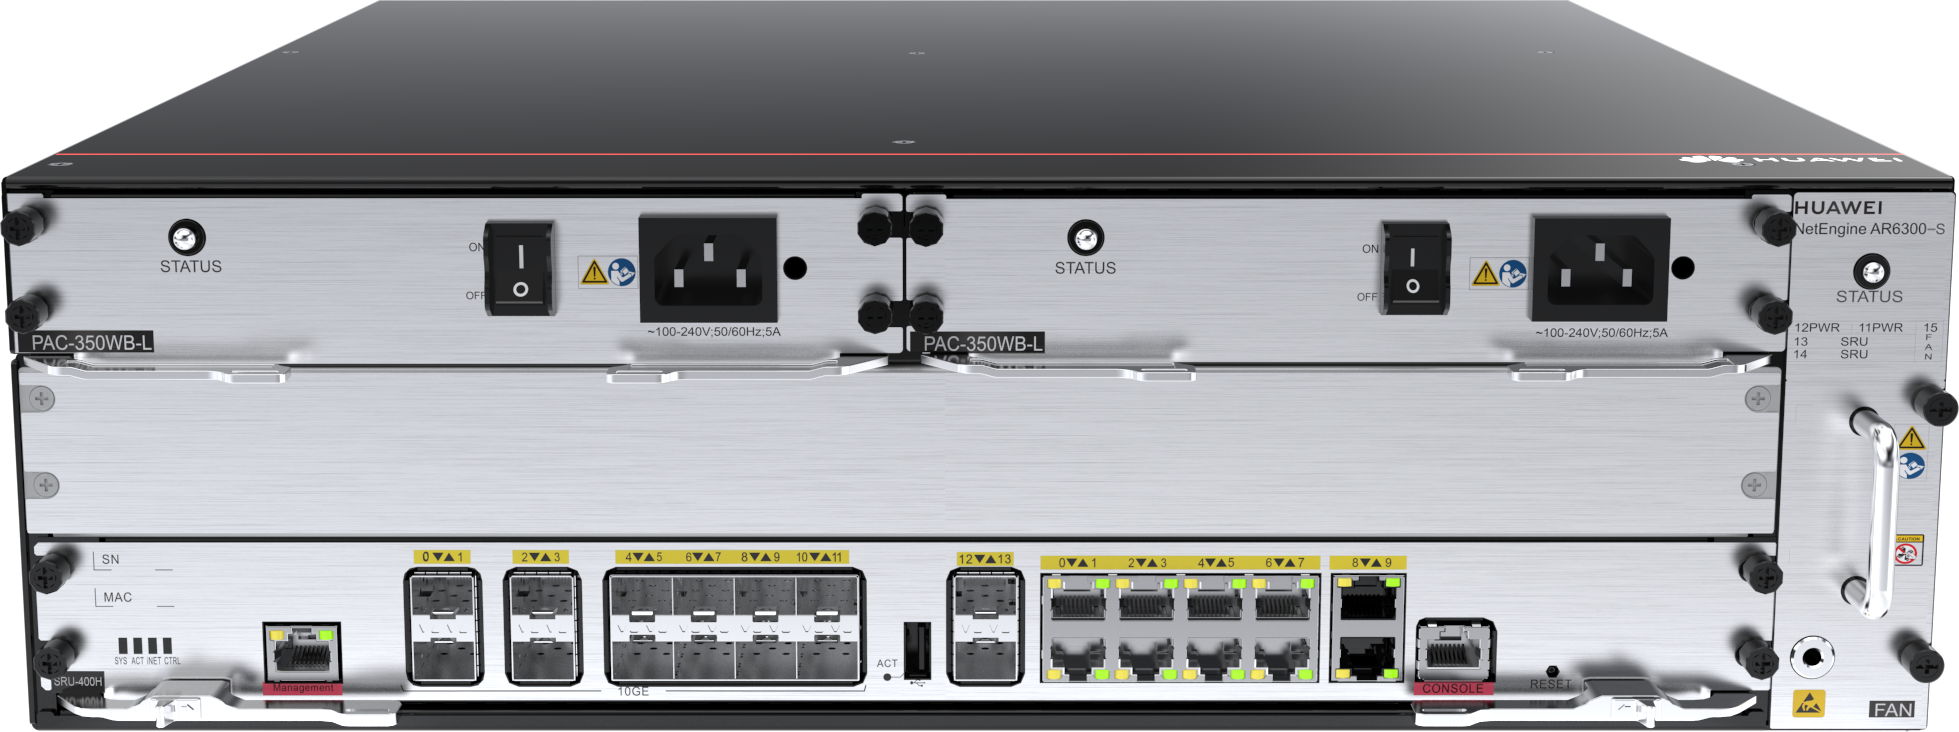 HUAWEI
STATUS
ON
OFF
~100-240V;50/60Hz;5A
PAC-350WB-L
STATUS
ON
OFF
~100-240V;50/60Hz;5A
PAC-350WB-L
HUAWEI
NetEngine AR6300-S
STATUS
12PWR 11PWR 15
13 SRU
14 SRU
FAN
CAUTION
SN
MAC
SYS ACT INET CTRL
SRU-400H
Management
0▼▲1
2▼▲3
4▼▲5 6▼▲7 8▼▲9 10▼▲11
10GE
ACT
12▼▲13
0▼▲1 2▼▲3 4▼▲5 6▼▲7
8▼▲9
CONSOLE
RESET
FAN